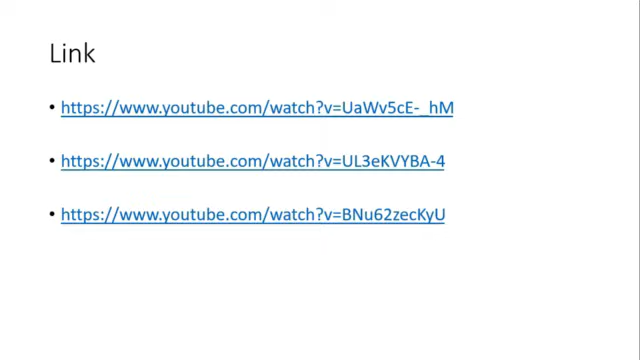 Link
• https://www.youtube.com/watch?v=UaWv5cE-_hM
• https://www.youtube.com/watch?v=UL3eKVYBA-4
• https://www.youtube.com/watch?v=BNu62zecKyU